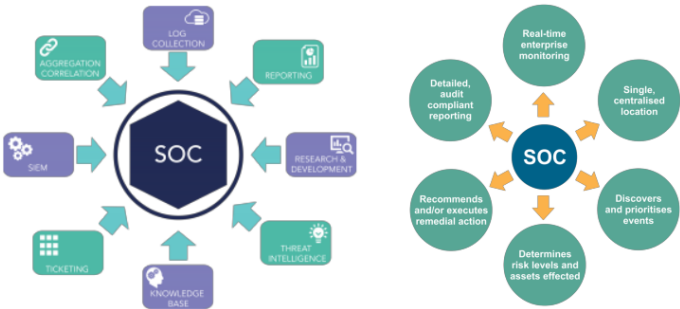 LOG
COLLECTION
AGGREGATION
CORRELATION
REPORTING
SIEM
SOC
RESEARCH &
DEVELOPMENT
TICKETING
THREAT
INTELLIGENCE
KNOWLEDGE
BASE
Real-time
enterprise
monitoring
Detailed,
audit
compliant
reporting
Single,
centralised
location
SOC
Recommends
and/or executes
remedial action
Discovers
and prioritises
events
Determines
risk levels and
assets effected